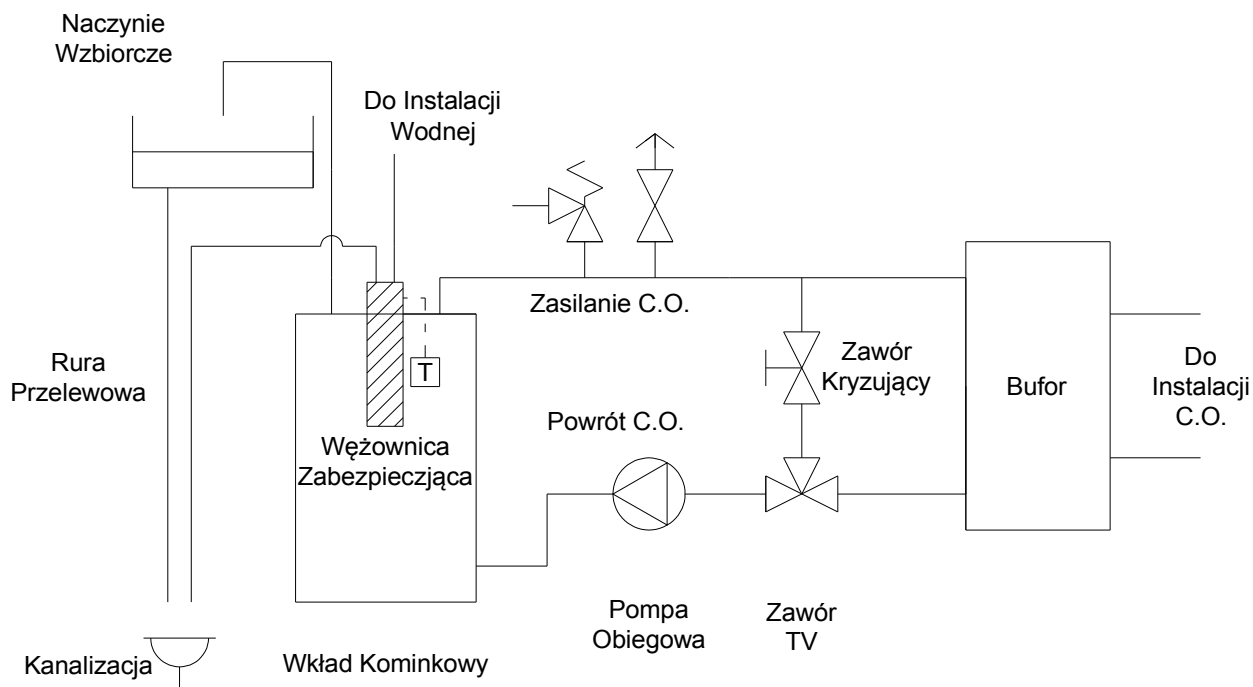 Naczynie
Wzbiorcze
Do Instalacji
Wodnej
Zasilanie C.O.
Rura
Przelewowa
T
Zawór
Kryzujący
Bufor
Do
Instalacji
C.O.
Powrót C.O.
Wężownica
Zabezpieczjąca
Pompa
Obiegowa
Zawór
TV
Kanalizacja
Wkład Kominkowy